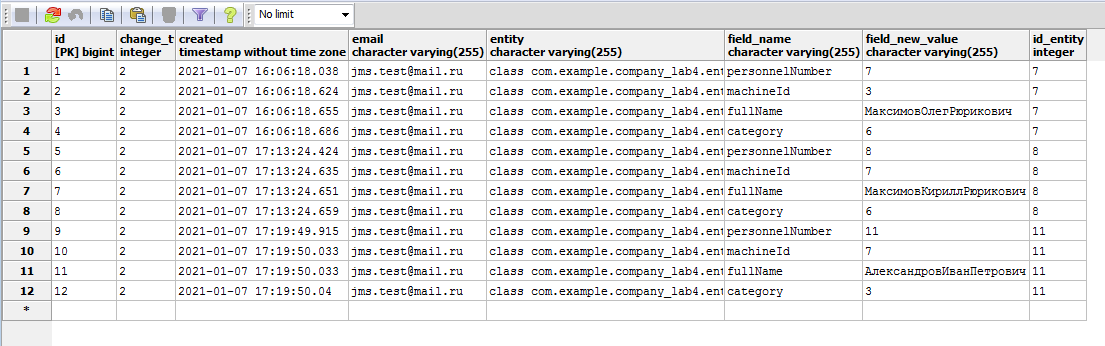 No limit
id change_t created email entity field_name field_new_value id_entity
[PK] bigint integer timestamp without time zone character varying(255) character varying(255) character varying(255) character varying(255) integer
1 1 2 2021-01-07 16:06:18.038 jms.test@mail.ru class com.example.company_lab4.ent personnelNumber 7 7
2 2 2 2021-01-07 16:06:18.624 jms.test@mail.ru class com.example.company_lab4.ent machineId 3 7
3 3 2 2021-01-07 16:06:18.655 jms.test@mail.ru class com.example.company_lab4.ent fullName МаксимовОлегРюрикович 7
4 4 2 2021-01-07 16:06:18.686 jms.test@mail.ru class com.example.company_lab4.ent category 6 7
5 5 2 2021-01-07 17:13:24.424 jms.test@mail.ru class com.example.company_lab4.ent personnelNumber 8 8
6 6 2 2021-01-07 17:13:24.635 jms.test@mail.ru class com.example.company_lab4.ent machineId 7 8
7 7 2 2021-01-07 17:13:24.651 jms.test@mail.ru class com.example.company_lab4.ent fullName МаксимовКириллРюрикович 8
8 8 2 2021-01-07 17:13:24.659 jms.test@mail.ru class com.example.company_lab4.ent category 6 8
9 9 2 2021-01-07 17:19:49.915 jms.test@mail.ru class com.example.company_lab4.ent personnelNumber 11 11
10 10 2 2021-01-07 17:19:50.033 jms.test@mail.ru class com.example.company_lab4.ent machineId 7 11
11 11 2 2021-01-07 17:19:50.033 jms.test@mail.ru class com.example.company_lab4.ent fullName АлександровИванПетрович 11
12 12 2 2021-01-07 17:19:50.04 jms.test@mail.ru class com.example.company_lab4.ent category 3 11
*